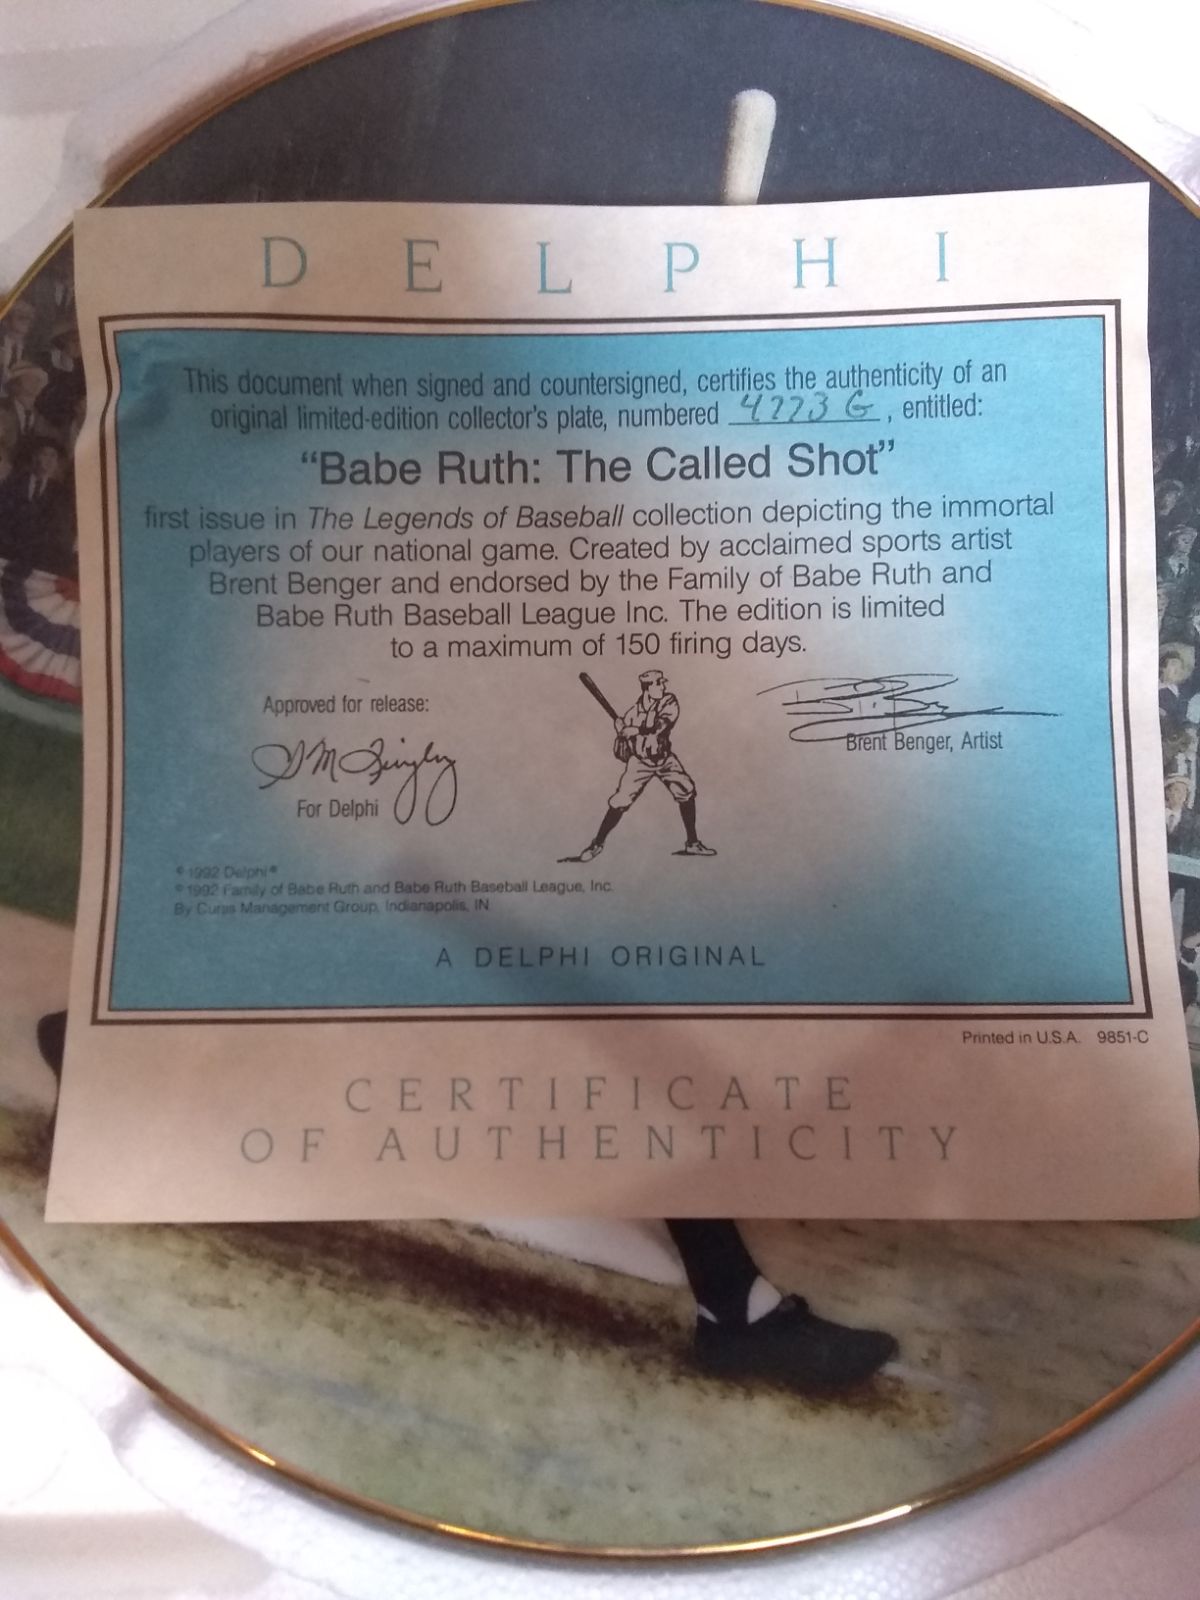 DELPHI
This document when signed and countersigned, certifies the authenticity of an
original limited-edition collector's plate, numbered 4773 G, entitled:
“Babe Ruth: The Called Shot”
first issue in The Legends of Baseball collection depicting the immortal
players of our national game. Created by acclaimed sports artist
Brent Benger and endorsed by the Family of Babe Ruth and
Babe Ruth Baseball League Inc. The edition is limited
to a maximum of 150 firing days.
Approved for release:
For Delphi
Brent Benger, Artist
© 1992 Delphi®
© 1992 Family of Babe Ruth and Babe Ruth Baseball League, Inc.
By Curtis Management Group, Indianapolis, IN
A DELPHI ORIGINAL
Printed in U.S.A. 9851-C
CERTIFICATE
OF AUTHENTICITY